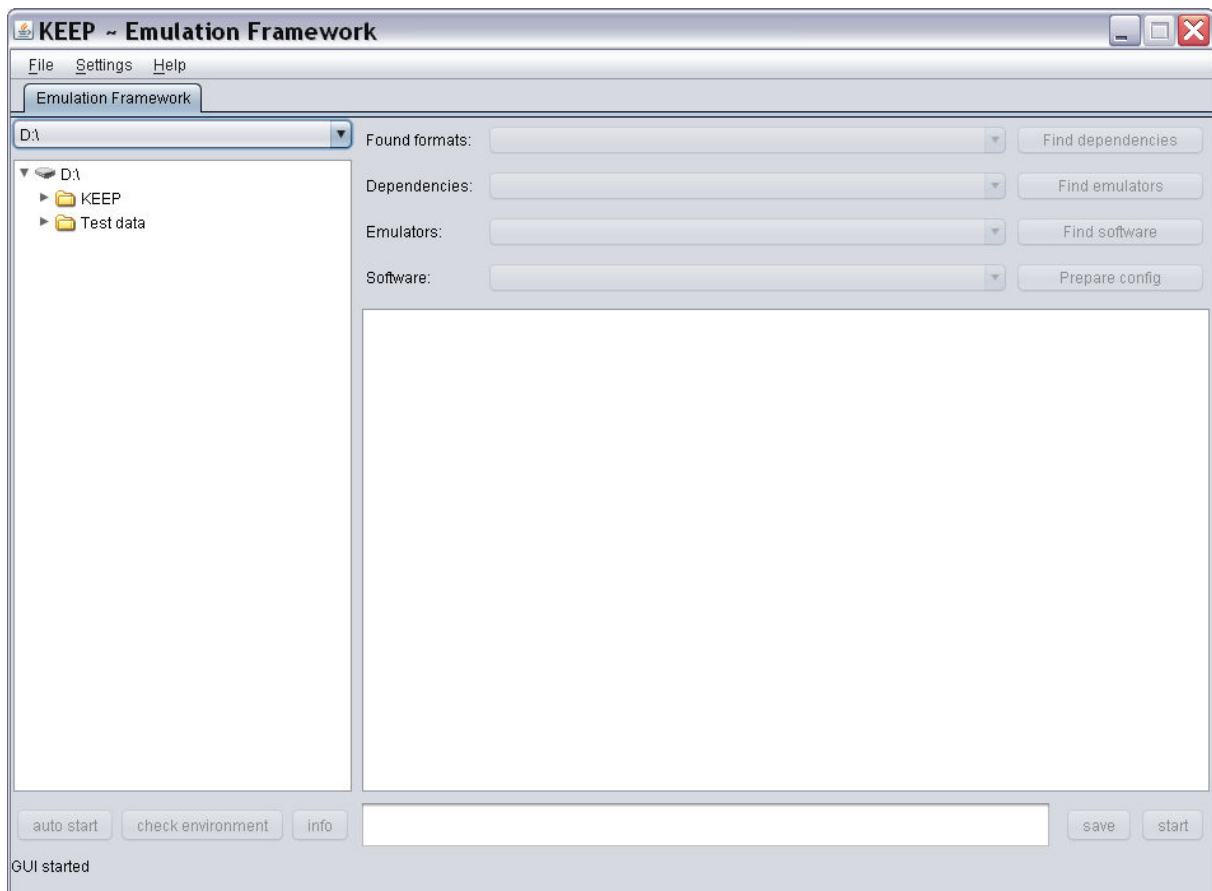 KEEP ~ Emulation Framework
File Settings Help
Emulation Framework
D:\
D:\
KEEP
Test data
Found formats: Find dependencies
Dependencies: Find emulators
Emulators: Find software
Software: Prepare config
auto start check environment info save start
GUI started